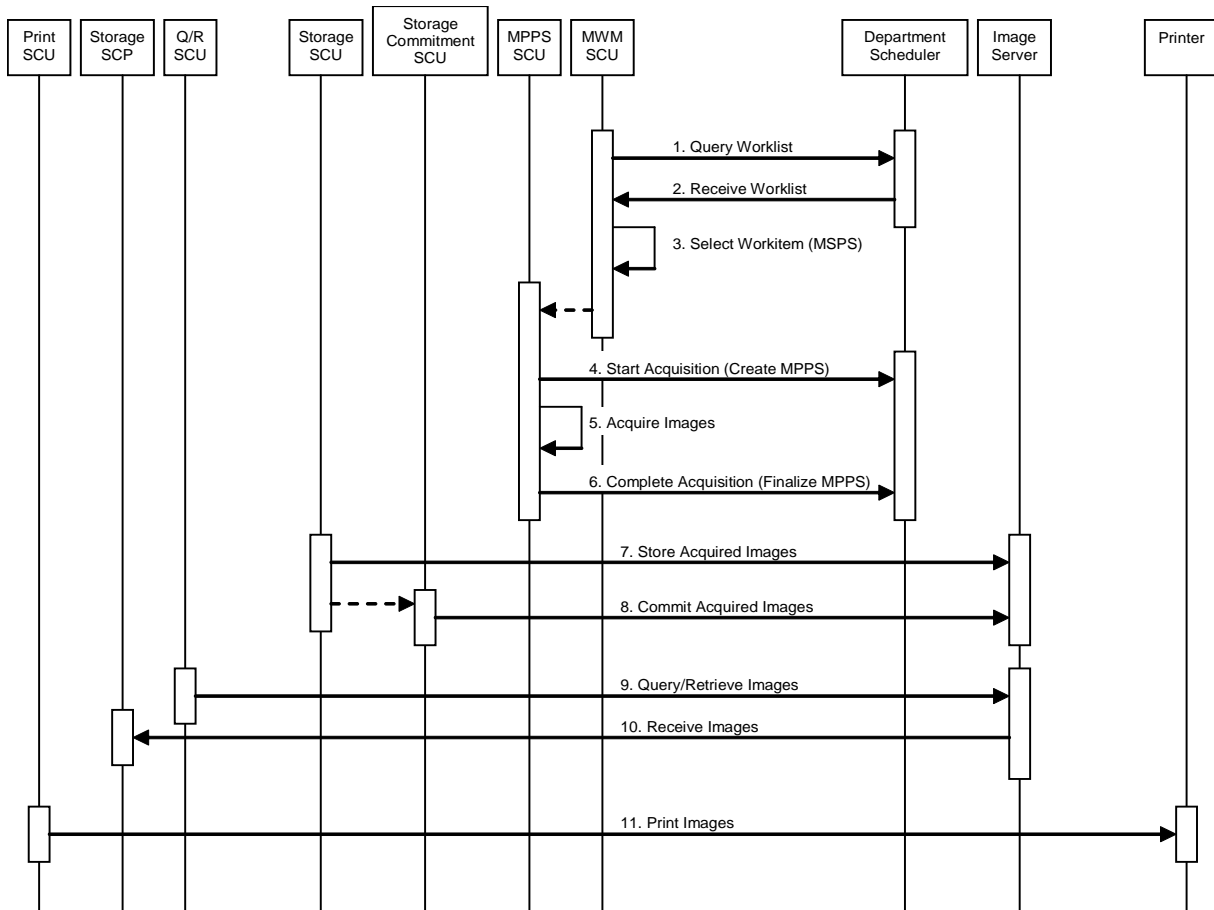 Print
SCU
Storage
SCP
Q/R
SCU
Storage
SCU
Storage
Commitment
SCU
MPPS
SCU
MWM
SCU
Department
Scheduler
Image
Server
Printer
1. Query Worklist
2. Receive Worklist
3. Select Workitem (MSPS)
4. Start Acquisition (Create MPPS)
5. Acquire Images
6. Complete Acquisition (Finalize MPPS)
7. Store Acquired Images
8. Commit Acquired Images
9. Query/Retrieve Images
10. Receive Images
11. Print Images